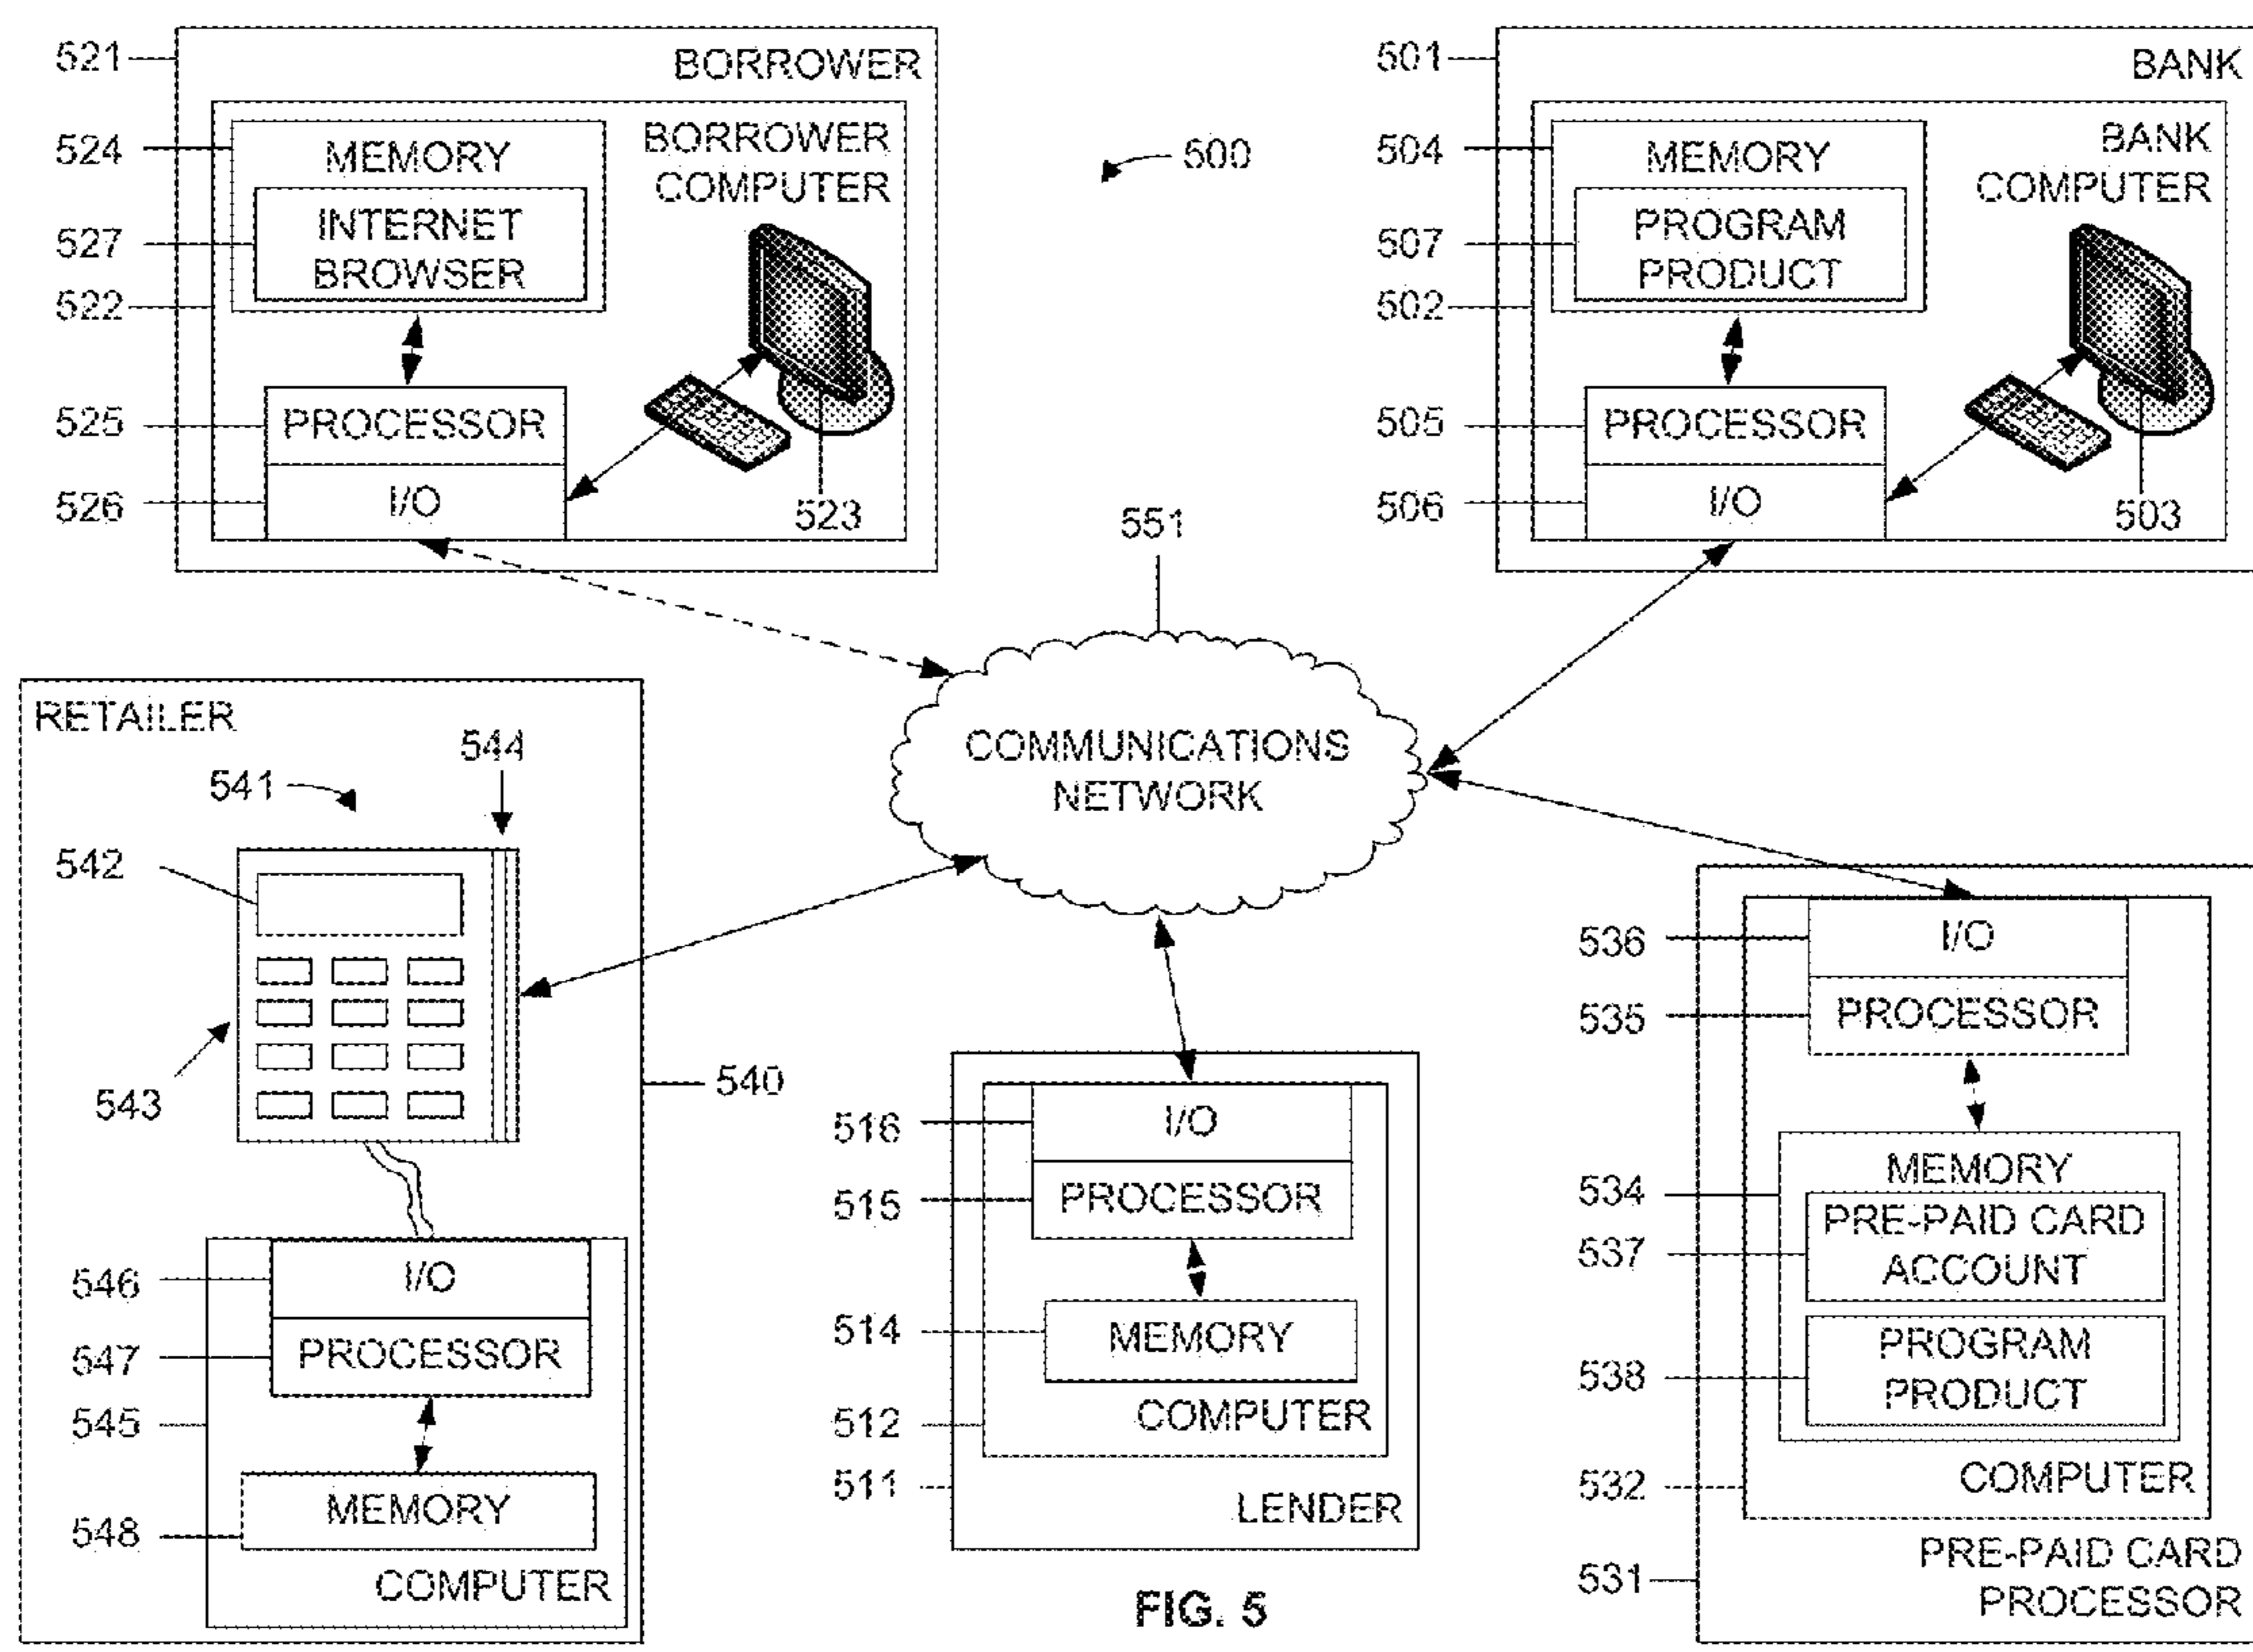 521
BORROWER
524
MEMORY
BORROWER
COMPUTER
527
INTERNET
BROWSER
522
525
PROCESSOR
526
I/O
523
500
501
BANK
504
MEMORY
BANK
COMPUTER
507
PROGRAM
PRODUCT
502
505
PROCESSOR
506
I/O
503
551
COMMUNICATIONS
NETWORK
RETAILER
544
541
542
543
540
546
I/O
547
PROCESSOR
545
548
MEMORY
COMPUTER
516
I/O
515
PROCESSOR
514
MEMORY
512
COMPUTER
511
LENDER
536
I/O
535
PROCESSOR
534
MEMORY
537
PRE-PAID CARD
ACCOUNT
538
PROGRAM
PRODUCT
532
COMPUTER
531
PRE-PAID CARD
PROCESSOR
FIG. 5